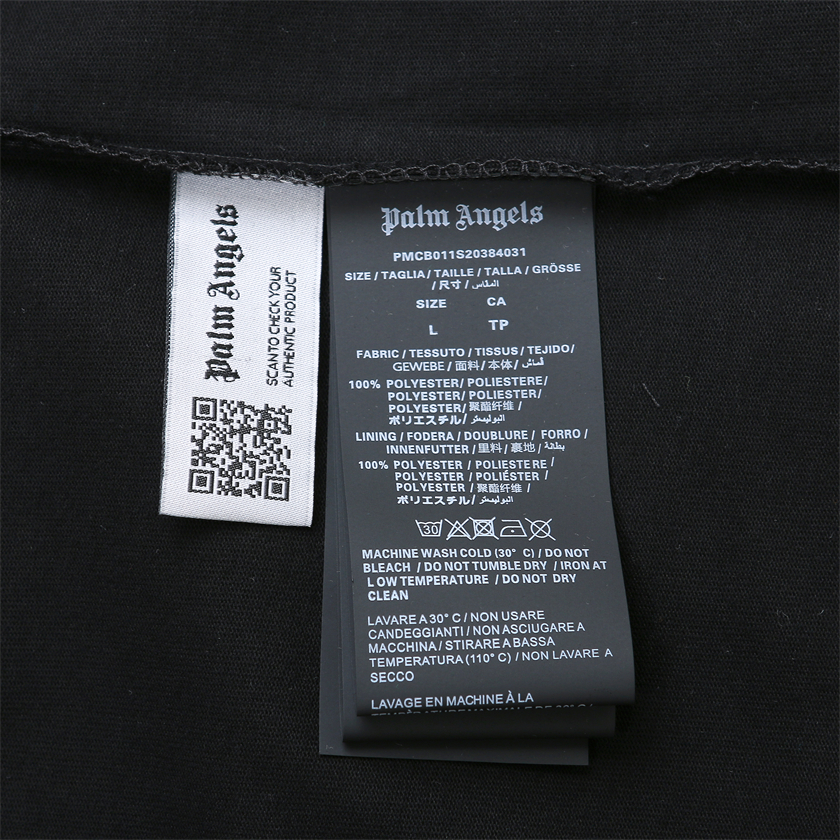 Palm Angels
SCAN TO CHECK YOUR
AUTHENTIC PRODUCT
Palm Angels
PMCB011S20384031
SIZE / TAGLIA / TAILLE / TALLA / GRÖSSE
/ 尺寸 / المقاس
SIZE CA
L TP
FABRIC / TESSUTO / TISSUS / TEJIDO/
GEWEBE / 面料 / 本体 / قماش
100% POLYESTER/ POLIESTERE/
POLYESTER/ POLIESTER/
POLYESTER/ 聚酯纤维 /
ポリエステル/ البوليستر
LINING / FODERA / DOUBLURE / FORRO /
INNENFUTTER / 里料 / 裏地 / بطانة
100% POLYESTER / POLIESTERE /
POLYESTER / POLIÉSTER /
POLYESTER / 聚酯纤维 /
ポリエステル/ البوليستر
30
MACHINE WASH COLD (30° C) / DO NOT
BLEACH / DO NOT TUMBLE DRY / IRON AT
LOW TEMPERATURE / DO NOT DRY
CLEAN
LAVARE A 30° C / NON USARE
CANDEGGIANTI / NON ASCIUGARE A
MACCHINA / STIRARE A BASSA
TEMPERATURA (110° C) / NON LAVARE A
SECCO
LAVAGE EN MACHINE À LA